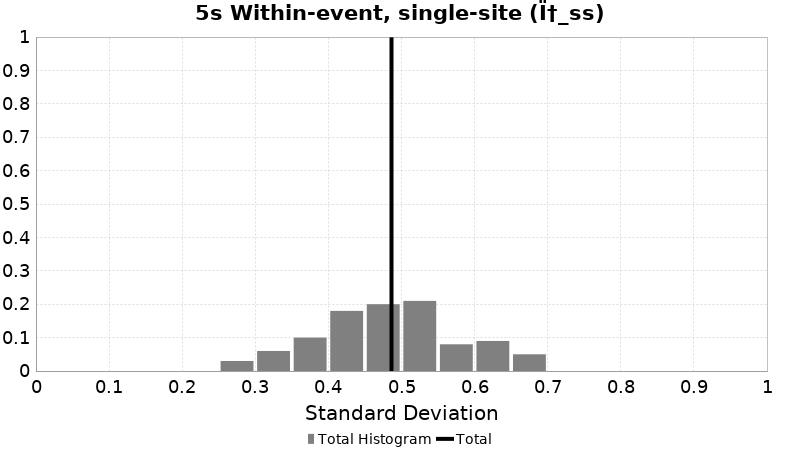 5s Within-event, single-site (Ï†_ss)
1
0.9
0.8
0.7
0.6
0.5
0.4
0.3
0.2
0.1
0
0 0.1 0.2 0.3 0.4 0.5 0.6 0.7 0.8 0.9 1
Standard Deviation
Total Histogram Total